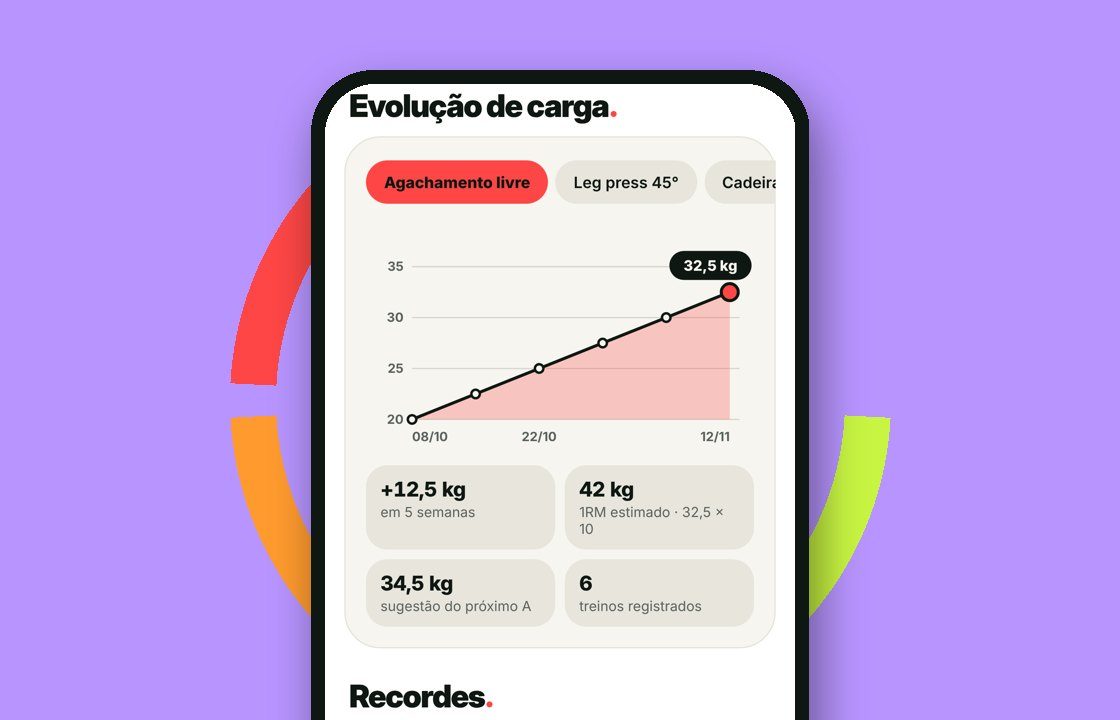 Evolução de carga.
Agachamento livre
Leg press 45°
Cadeira
32,5 kg
35
30
25
20
08/10
22/10
12/11
+12,5 kg
em 5 semanas
42 kg
1RM estimado · 32,5 ×
10
34,5 kg
sugestão do próximo A
6
treinos registrados
Recordes.